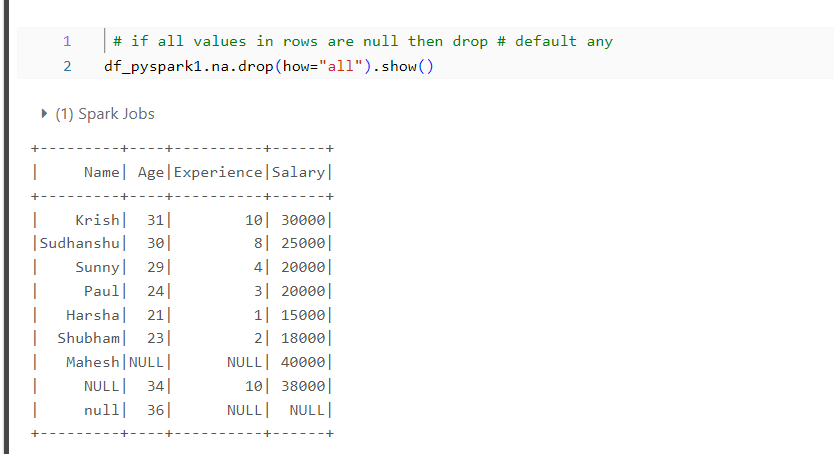 1 # if all values in rows are null then drop # default any
2 df_pyspark1.na.drop(how="all").show()
(1) Spark Jobs
+---------+----+----------+------+
|     Name| Age|Experience|Salary|
+---------+----+----------+------+
|    Krish|  31|        10| 30000|
|Sudhanshu|  30|         8| 25000|
|    Sunny|  29|         4| 20000|
|     Paul|  24|         3| 20000|
|   Harsha|  21|         1| 15000|
|  Shubham|  23|         2| 18000|
|   Mahesh|NULL|      NULL| 40000|
|     NULL|  34|        10| 38000|
|     null|  36|      NULL|  NULL|
+---------+----+----------+------+